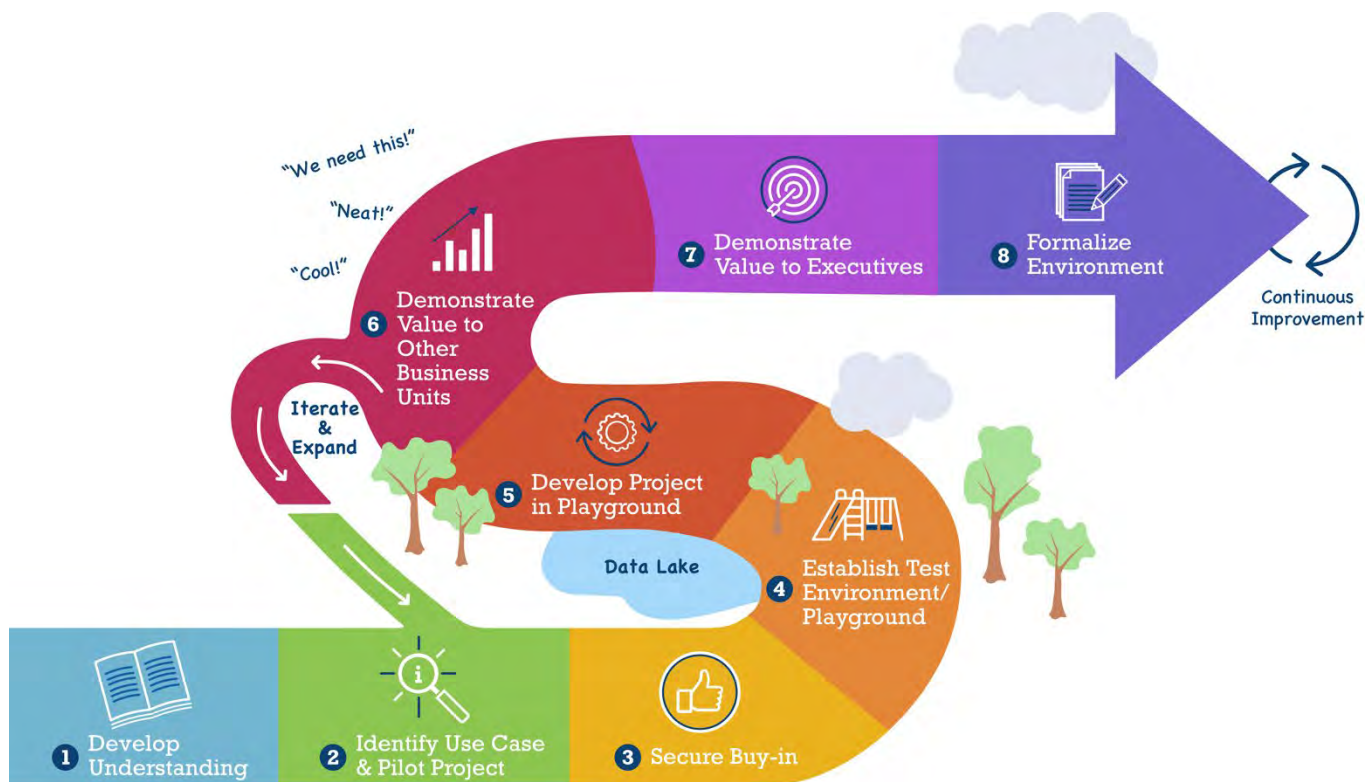 1 Develop
Understanding
2 Identify Use Case
& Pilot Project
i
3 Secure Buy-in
4 Establish Test
Environment/
Playground
Data Lake
5 Develop Project
in Playground
6 Demonstrate
Value to
Other
Business
Units
"Cool!"
"Neat!"
"We need this!"
Iterate
&
Expand
7 Demonstrate
Value to Executives
8 Formalize
Environment
Continuous
Improvement